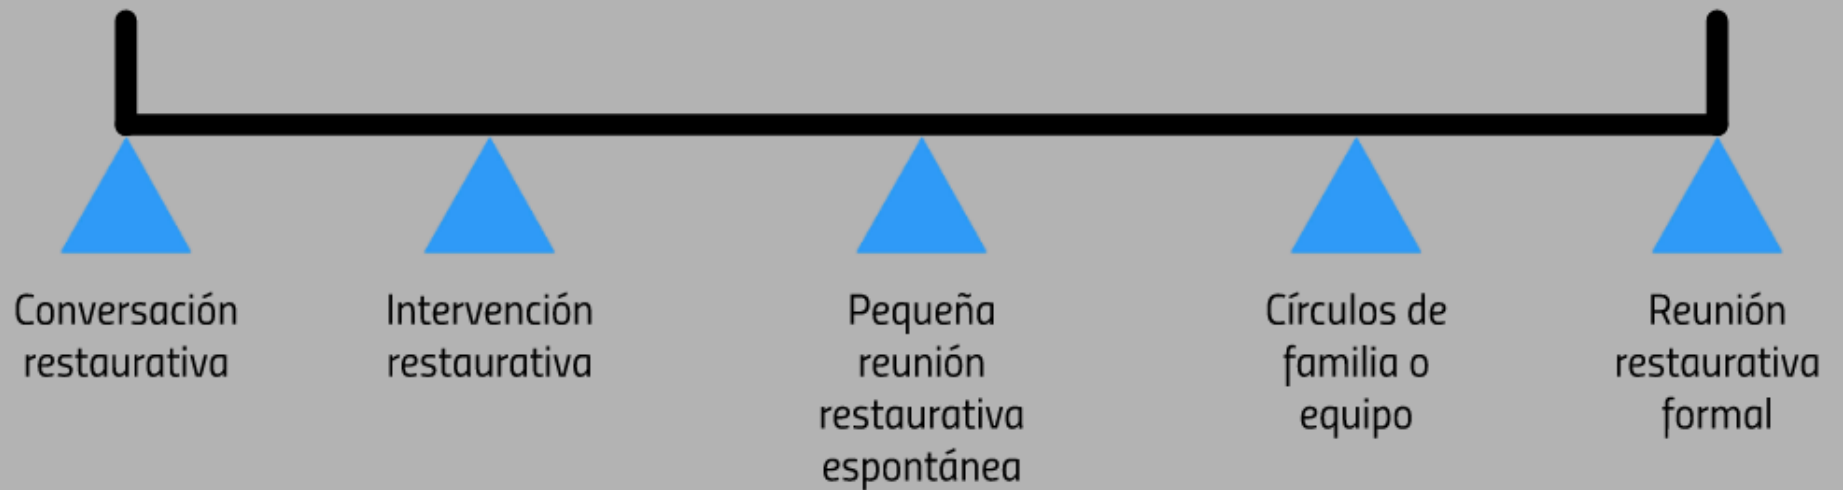 Conversación
restaurativa
Intervención
restaurativa
Pequeña
reunión
restaurativa
espontánea
Círculos de
familia o
equipo
Reunión
restaurativa
formal